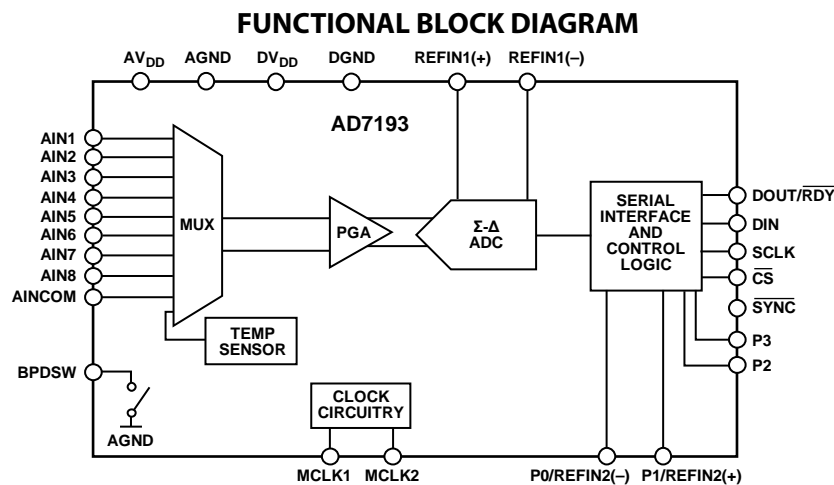 FUNCTIONAL BLOCK DIAGRAM
AVDD AGND DVDD DGND REFIN1(+) REFIN1(–)
AD7193
AIN1
AIN2
AIN3
AIN4
AIN5
AIN6
AIN7
AIN8
AINCOM
MUX
PGA
Σ-Δ
ADC
SERIAL
INTERFACE
AND
CONTROL
LOGIC
DOUT/RDY
DIN
SCLK
CS
SYNC
P3
P2
TEMP
SENSOR
BPDSW
AGND
CLOCK
CIRCUITRY
MCLK1 MCLK2 P0/REFIN2(–) P1/REFIN2(+)